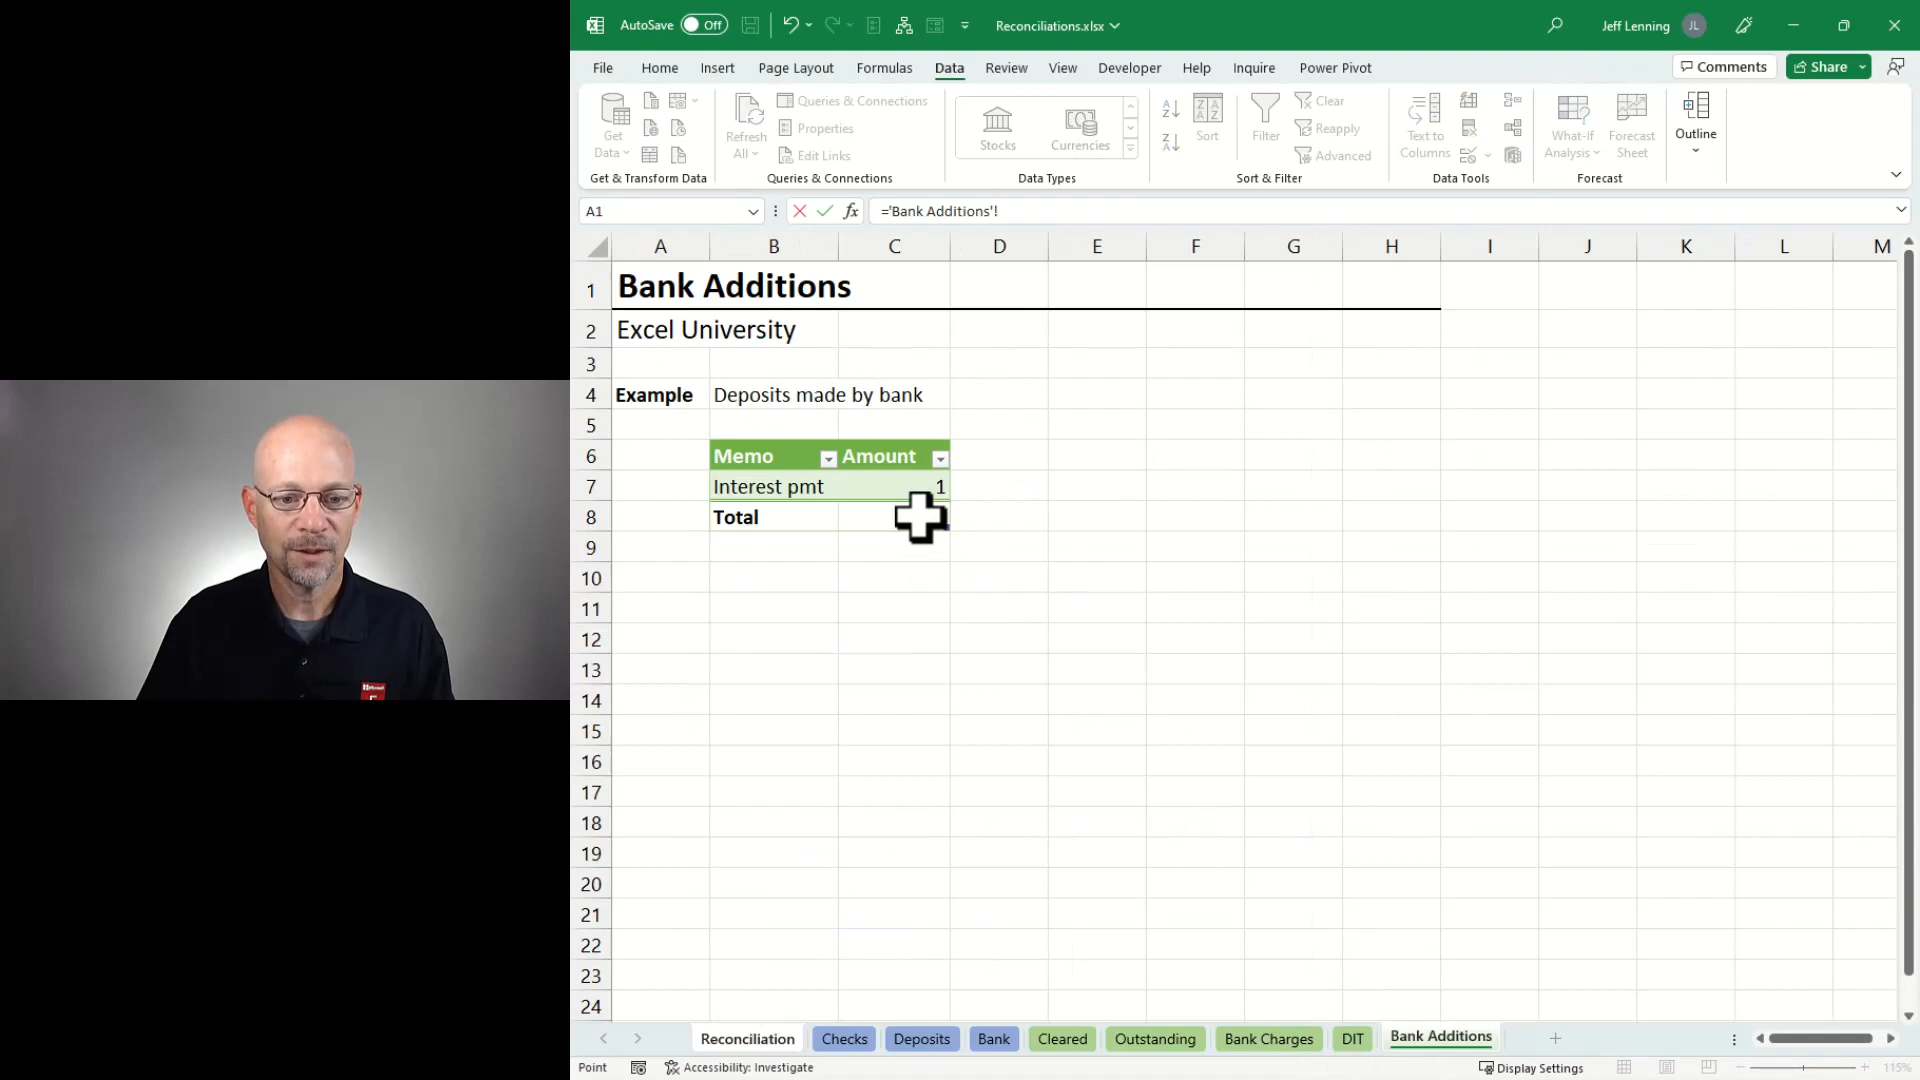 AutoSave Off Reconciliations.xlsx Jeff Lenning JL
File Home Insert Page Layout Formulas Data Review View Developer Help Inquire Power Pivot Comments Share
Get Data
Refresh All
Queries & Connections
Properties
Edit Links
Stocks
Currencies
Sort
Filter
Clear
Reapply
Advanced
Text to Columns
What-If Analysis
Forecast Sheet
Outline
Get & Transform Data Queries & Connections Data Types Sort & Filter Data Tools Forecast
A1 fx ='Bank Additions'!
A B C D E F G H I J K L M
1 Bank Additions
2 Excel University
3
4 Example Deposits made by bank
5
6 Memo Amount
7 Interest pmt 1
8 Total
9
10
11
12
13
14
15
16
17
18
19
20
21
22
23
24
Reconciliation Checks Deposits Bank Cleared Outstanding Bank Charges DIT Bank Additions
Point Accessibility: Investigate Display Settings 115%